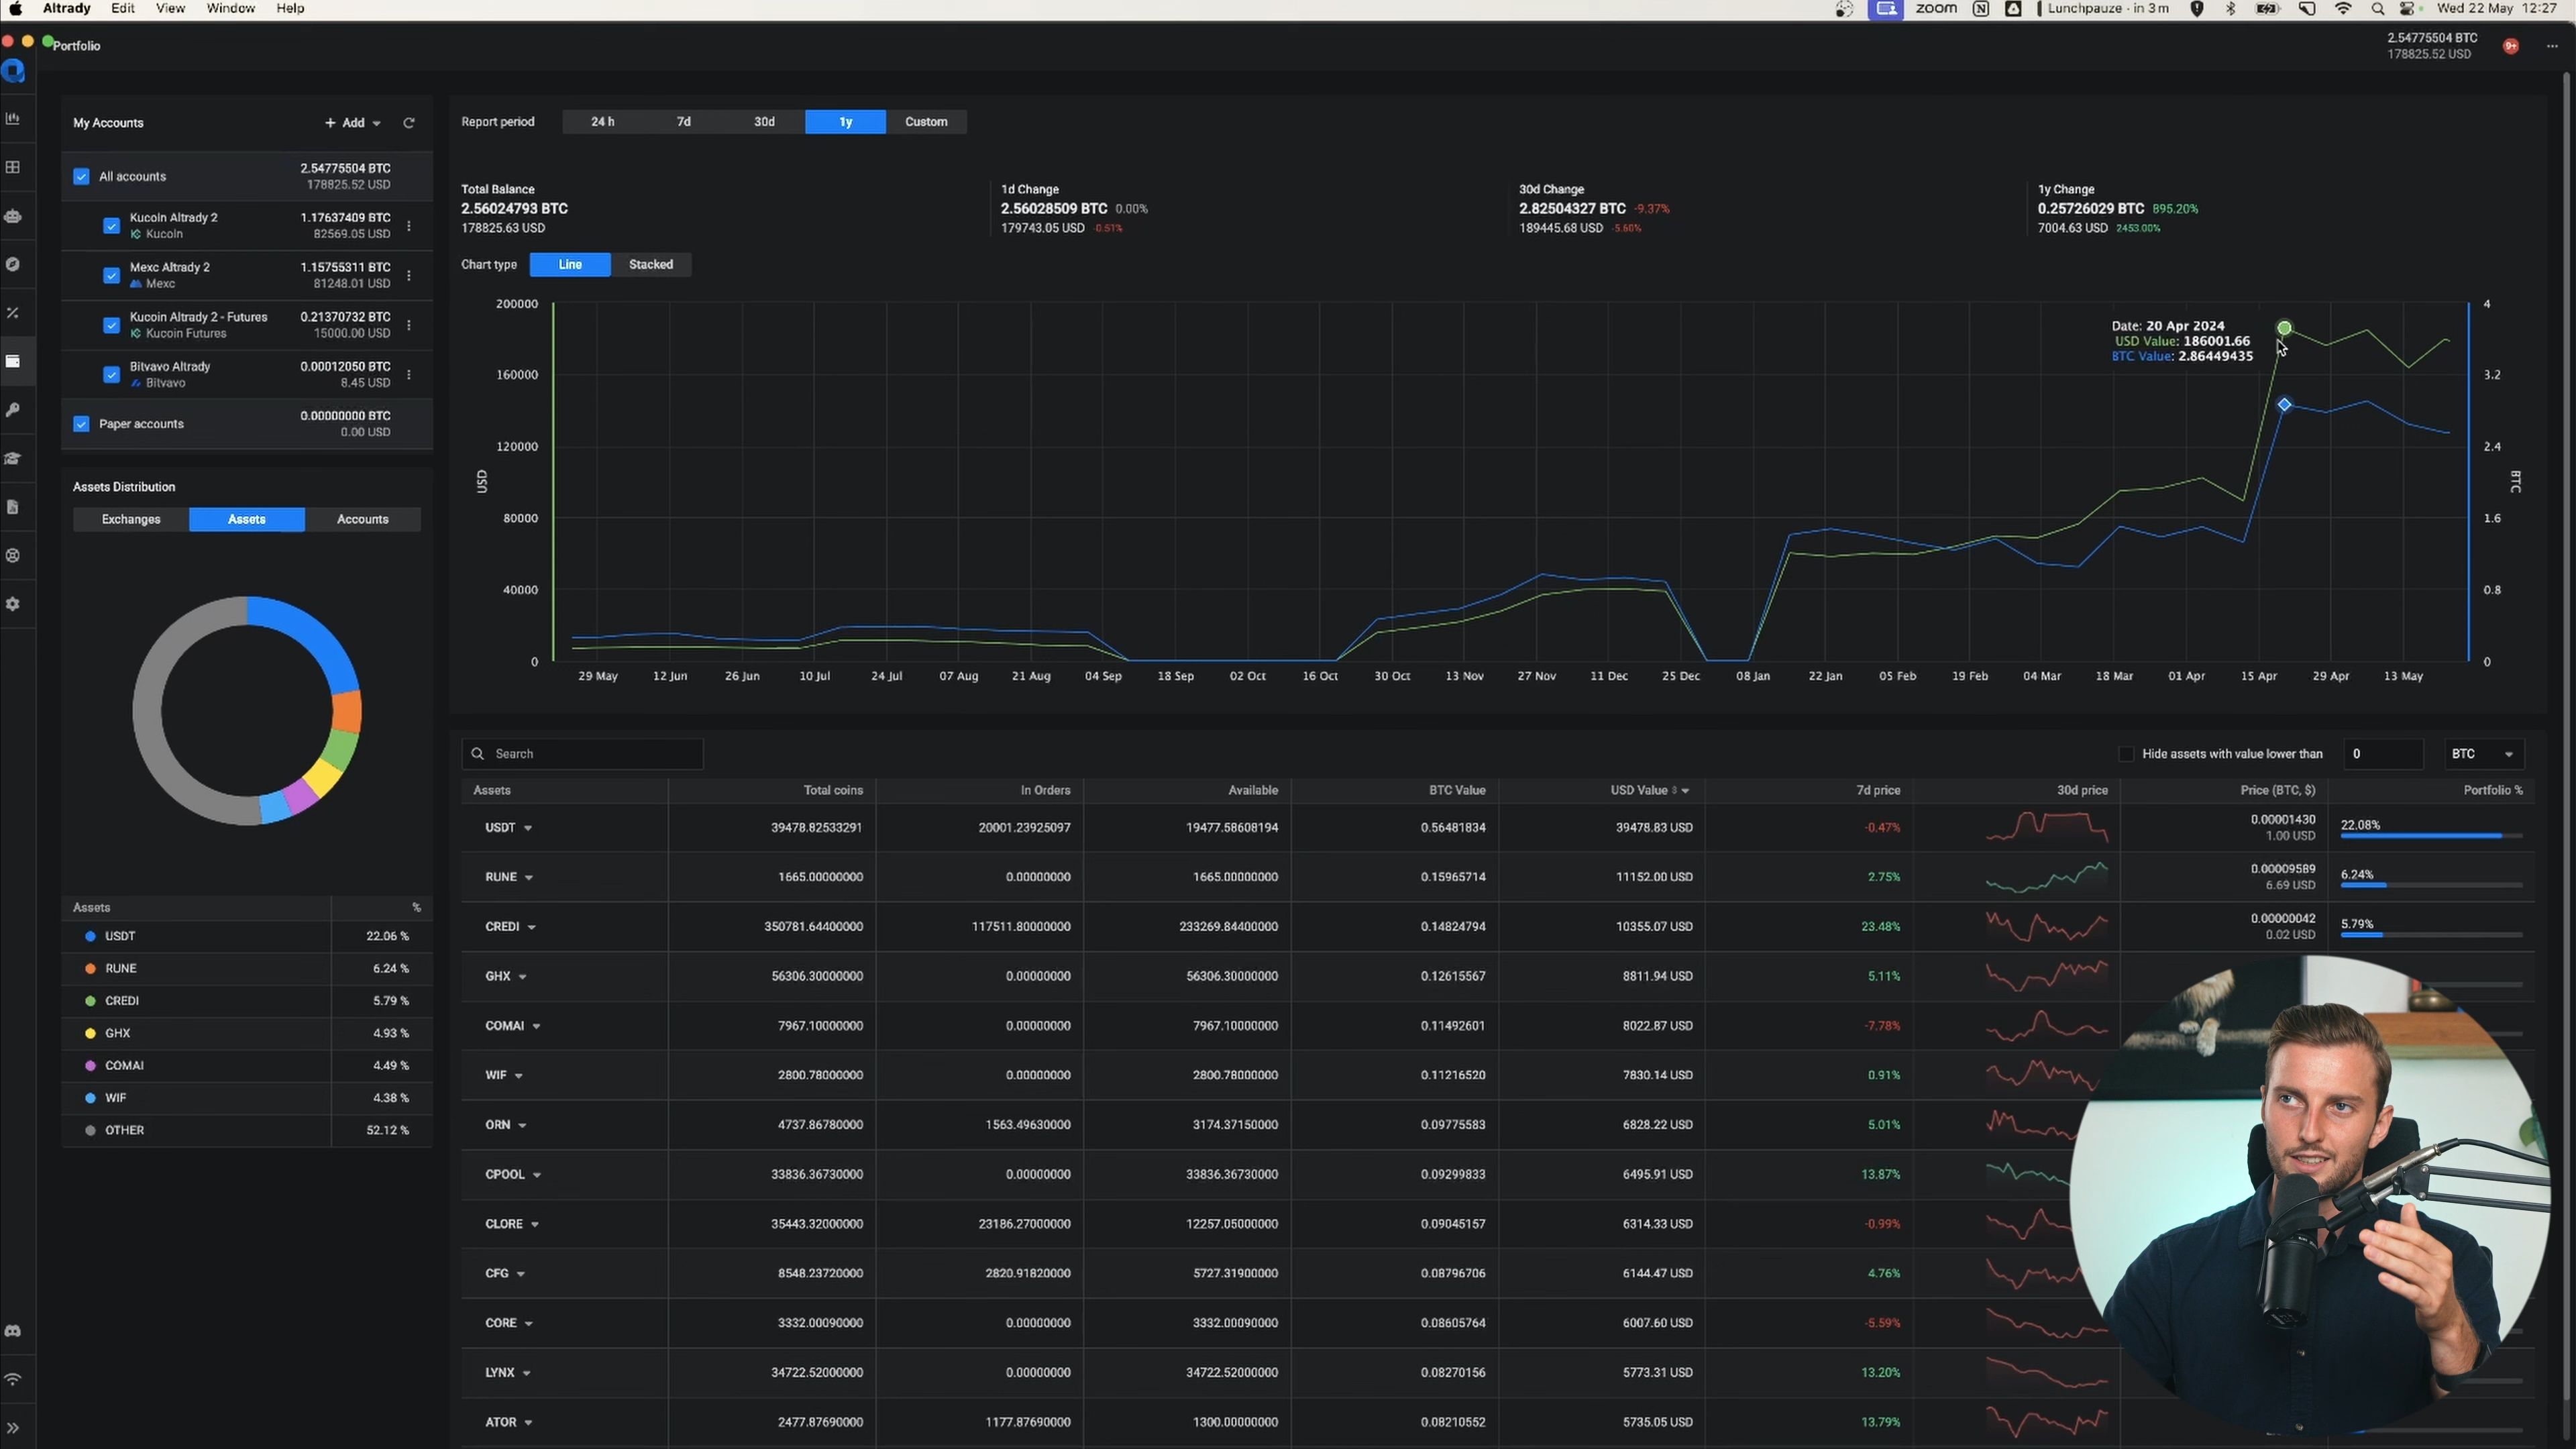 Altrady Edit View Window Help
zoom Lunchpauze · in 3 m Wed 22 May 12:27
Portfolio
2.54775504 BTC
178825.52 USD
9+
My Accounts
+ Add
All accounts 2.54775504 BTC
178825.52 USD
Kucoin Altrady 2 1.17637409 BTC
Kucoin 82569.05 USD
Mexc Altrady 2 1.15755311 BTC
Mexc 81248.01 USD
Kucoin Altrady 2 - Futures 0.21370732 BTC
Kucoin Futures 15000.00 USD
Bitvavo Altrady 0.00012050 BTC
Bitvavo 8.45 USD
Paper accounts 0.00000000 BTC
0.00 USD
Assets Distribution
Exchanges Assets Accounts
Assets %
USDT 22.06 %
RUNE 6.24 %
CREDI 5.79 %
GHX 4.93 %
COMAI 4.49 %
WIF 4.38 %
OTHER 52.12 %
Report period 24 h 7d 30d 1y Custom
Total Balance
2.56024793 BTC
178825.63 USD
1d Change
2.56028509 BTC 0.00%
179743.05 USD -0.51%
30d Change
2.82504327 BTC -9.37%
189445.68 USD -5.60%
1y Change
0.25726029 BTC 895.20%
7004.63 USD 2453.00%
Chart type Line Stacked
200000
160000
120000
80000
40000
0
USD
Date: 20 Apr 2024
USD Value: 186001.66
BTC Value: 2.86449435
4
3.2
2.4
1.6
0.8
0
BTC
29 May 12 Jun 26 Jun 10 Jul 24 Jul 07 Aug 21 Aug 04 Sep 18 Sep 02 Oct 16 Oct 30 Oct 13 Nov 27 Nov 11 Dec 25 Dec 08 Jan 22 Jan 05 Feb 19 Feb 04 Mar 18 Mar 01 Apr 15 Apr 29 Apr 13 May
Search
Hide assets with value lower than 0 BTC
Assets Total coins In Orders Available BTC Value USD Value 7d price 30d price Price (BTC, $) Portfolio %
USDT 39478.82533291 20001.23925097 19477.58608194 0.56481834 39478.83 USD -0.47% 0.00001430 22.08%
1.00 USD
RUNE 1665.00000000 0.00000000 1665.00000000 0.15965714 11152.00 USD 2.75% 0.00009589 6.24%
6.69 USD
CREDI 350781.64400000 117511.80000000 233269.84400000 0.14824794 10355.07 USD 23.48% 0.00000042 5.79%
0.02 USD
GHX 56306.30000000 0.00000000 56306.30000000 0.12615567 8811.94 USD 5.11%
COMAI 7967.10000000 0.00000000 7967.10000000 0.11492601 8022.87 USD -7.78%
WIF 2800.78000000 0.00000000 2800.78000000 0.11216520 7830.14 USD 0.91%
ORN 4737.86780000 1563.49630000 3174.37150000 0.09775583 6828.22 USD 5.01%
CPOOL 33836.36730000 0.00000000 33836.36730000 0.09299833 6495.91 USD 13.87%
CLORE 35443.32000000 23186.27000000 12257.05000000 0.09045157 6314.33 USD -0.99%
CFG 8548.23720000 2820.91820000 5727.31900000 0.08796706 6144.47 USD 4.76%
CORE 3332.00090000 0.00000000 3332.00090000 0.08605764 6007.60 USD -5.59%
LYNX 34722.52000000 0.00000000 34722.52000000 0.08270156 5773.31 USD 13.20%
ATOR 2477.87690000 1177.87690000 1300.00000000 0.08210552 5735.05 USD 13.79%